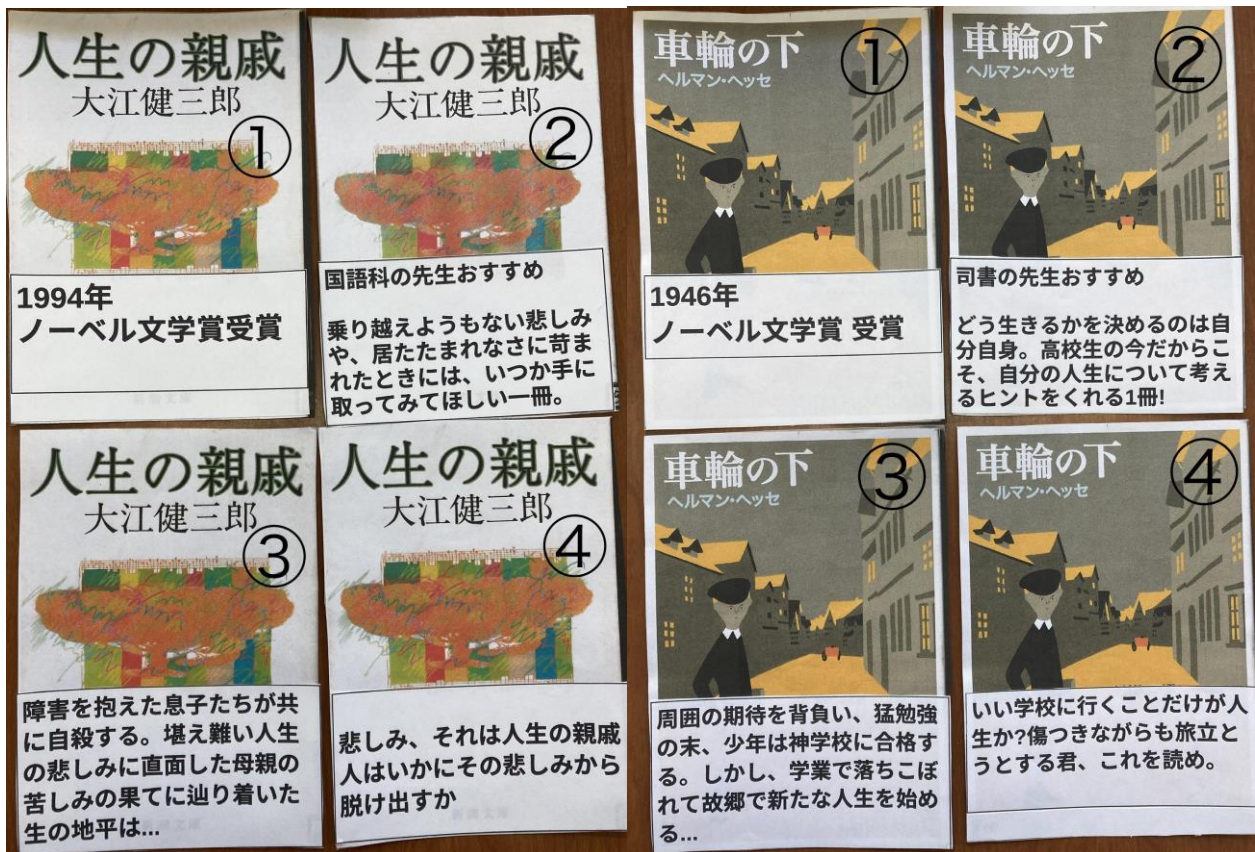 人生の親戚
大江健三郎
①
1994年
ノーベル文学賞受賞
人生の親戚
大江健三郎
②
国語科の先生おすすめ
乗り越えようもない悲しみ
や、居たたまれなさに苛ま
れたときには、いつか手に
取ってみてほしい一冊。
車輪の下
ヘルマン・ヘッセ
①
1946年
ノーベル文学賞 受賞
車輪の下
ヘルマン・ヘッセ
②
司書の先生おすすめ
どう生きるかを決めるのは自
分自身。高校生の今だからこ
そ、自分の人生について考え
るヒントをくれる1冊!
人生の親戚
大江健三郎
③
障害を抱えた息子たちが共
に自殺する。堪え難い人生
の悲しみに直面した母親の
苦しみの果てに辿り着いた
生の地平は...
人生の親戚
大江健三郎
④
悲しみ、それは人生の親戚
人はいかにその悲しみから
脱け出すか
車輪の下
ヘルマン・ヘッセ
③
周囲の期待を背負い、猛勉強
の末、少年は神学校に合格す
る。しかし、学業で落ちこぼ
れて故郷で新たな人生を始め
る...
車輪の下
ヘルマン・ヘッセ
④
いい学校に行くことだけが人
生か?傷つきながらも旅立と
うとする君、これを読め。